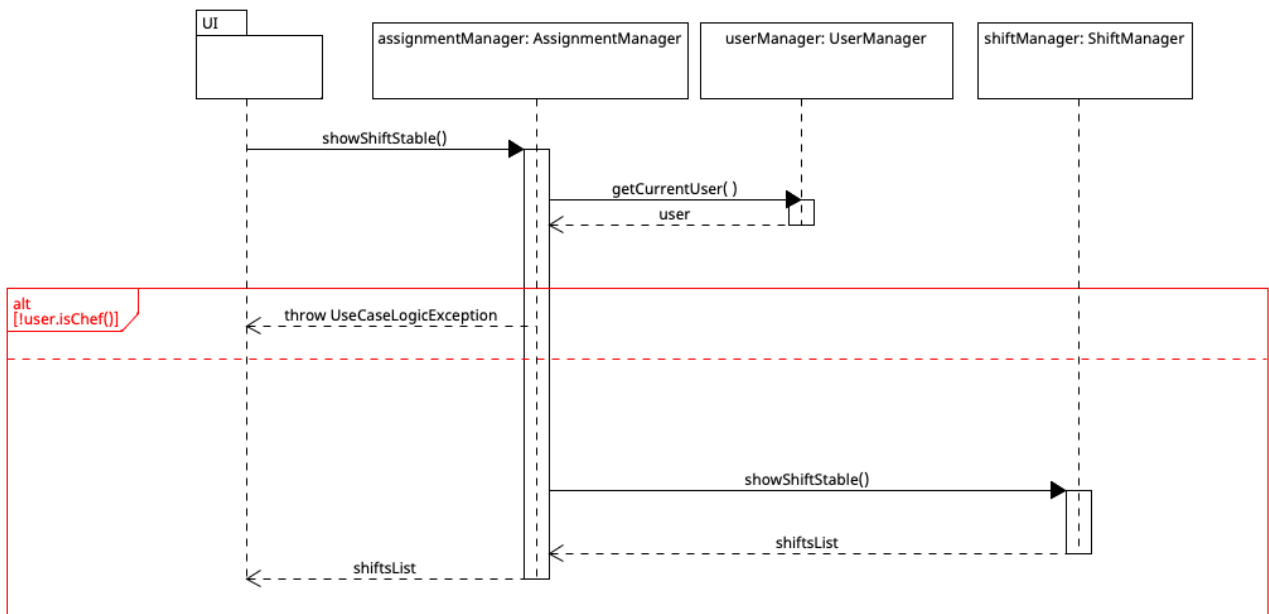 UI
assignmentManager: AssignmentManager
userManager: UserManager
shiftManager: ShiftManager
showShiftStable()
getCurrentUser( )
user
alt
[!user.isChef()]
throw UseCaseLogicException
showShiftStable()
shiftsList
shiftsList